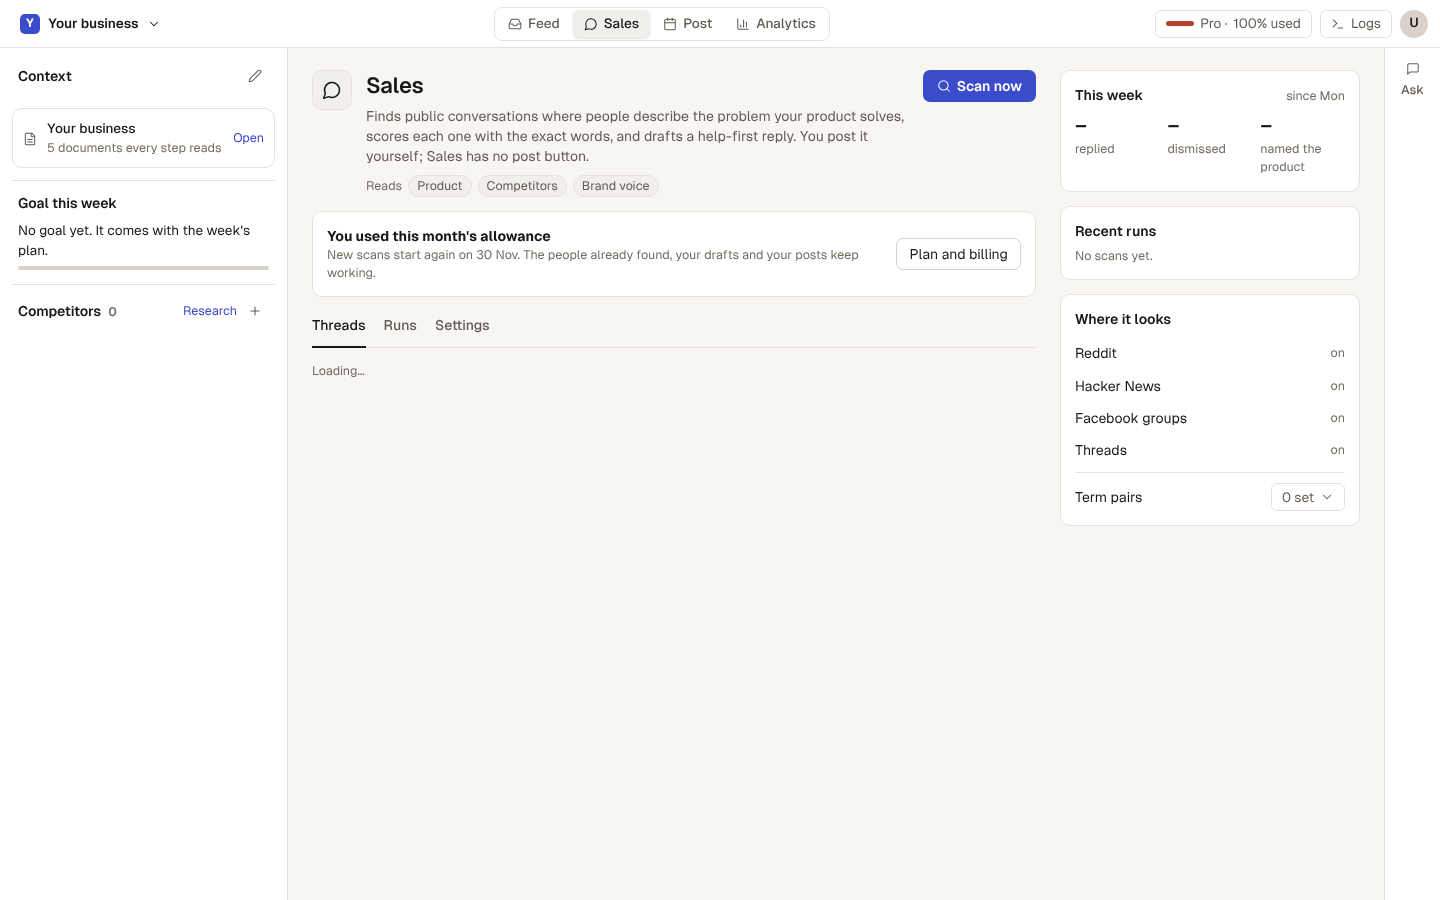 Y Your business
Feed Sales Post Analytics
Pro · 100% used
Logs
U
Context
Your business
5 documents every step reads
Open
Goal this week
No goal yet. It comes with the week's
plan.
Competitors 0
Research
Sales
Finds public conversations where people describe the problem your product solves,
scores each one with the exact words, and drafts a help-first reply. You post it
yourself; Sales has no post button.
Reads Product Competitors Brand voice
Scan now
You used this month's allowance
New scans start again on 30 Nov. The people already found, your drafts and your posts keep
working.
Plan and billing
Threads Runs Settings
Loading…
This week
since Mon
– – –
replied dismissed named the
product
Recent runs
No scans yet.
Where it looks
Reddit on
Hacker News on
Facebook groups on
Threads on
Term pairs 0 set
Ask